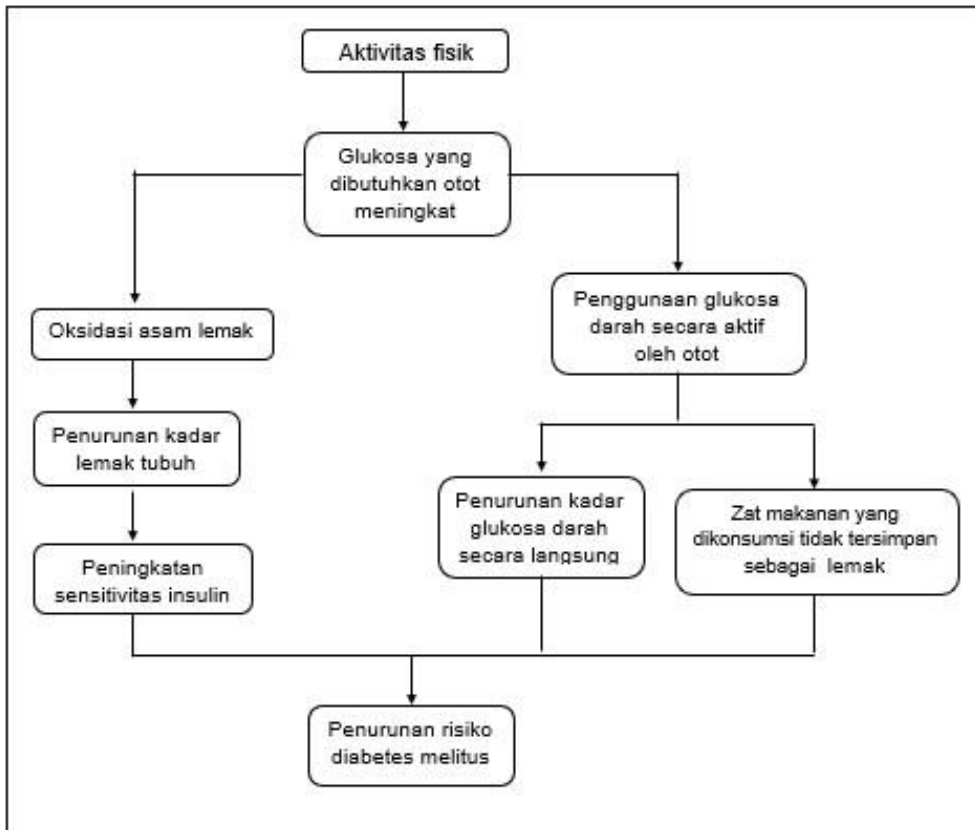 Aktivitas fisik
Glukosa yang
dibutuhkan otot
meningkat
Oksidasi asam lemak
Penggunaan glukosa
darah secara aktif
oleh otot
Penurunan kadar
lemak tubuh
Penurunan kadar
glukosa darah
secara langsung
Zat makanan yang
dikonsumsi tidak tersimpan
sebagai lemak
Peningkatan
sensitivitas insulin
Penurunan risiko
diabetes melitus